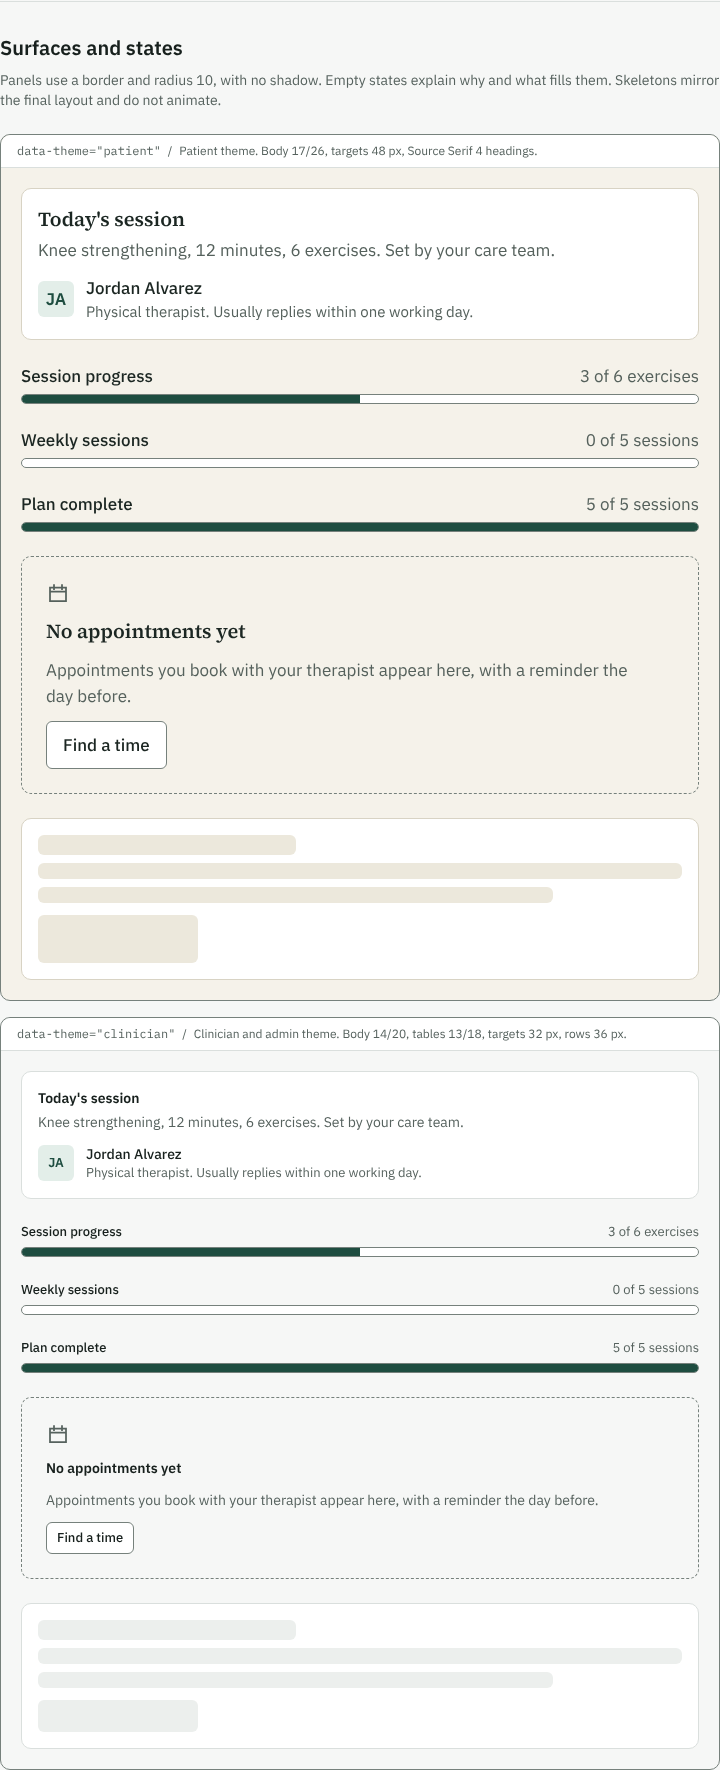 Surfaces and states
Panels use a border and radius 10, with no shadow. Empty states explain why and what fills them. Skeletons mirror
the final layout and do not animate.
data-theme="patient" / Patient theme. Body 17/26, targets 48 px, Source Serif 4 headings.
Today's session
Knee strengthening, 12 minutes, 6 exercises. Set by your care team.
JA
Jordan Alvarez
Physical therapist. Usually replies within one working day.
Session progress
3 of 6 exercises
Weekly sessions
0 of 5 sessions
Plan complete
5 of 5 sessions
No appointments yet
Appointments you book with your therapist appear here, with a reminder the
day before.
Find a time
data-theme="clinician" / Clinician and admin theme. Body 14/20, tables 13/18, targets 32 px, rows 36 px.
Today's session
Knee strengthening, 12 minutes, 6 exercises. Set by your care team.
JA
Jordan Alvarez
Physical therapist. Usually replies within one working day.
Session progress
3 of 6 exercises
Weekly sessions
0 of 5 sessions
Plan complete
5 of 5 sessions
No appointments yet
Appointments you book with your therapist appear here, with a reminder the day before.
Find a time